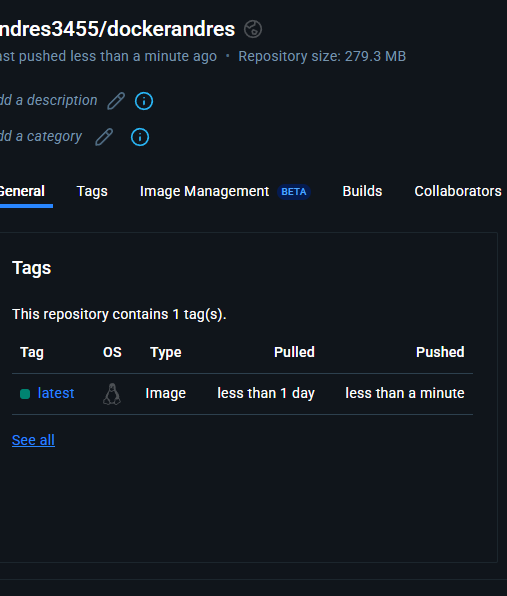 ndres3455/dockerandres
ast pushed less than a minute ago • Repository size: 279.3 MB
dd a description
dd a category
General Tags Image Management BETA Builds Collaborators
Tags
This repository contains 1 tag(s).
Tag OS Type Pulled Pushed
latest Image less than 1 day less than a minute
See all